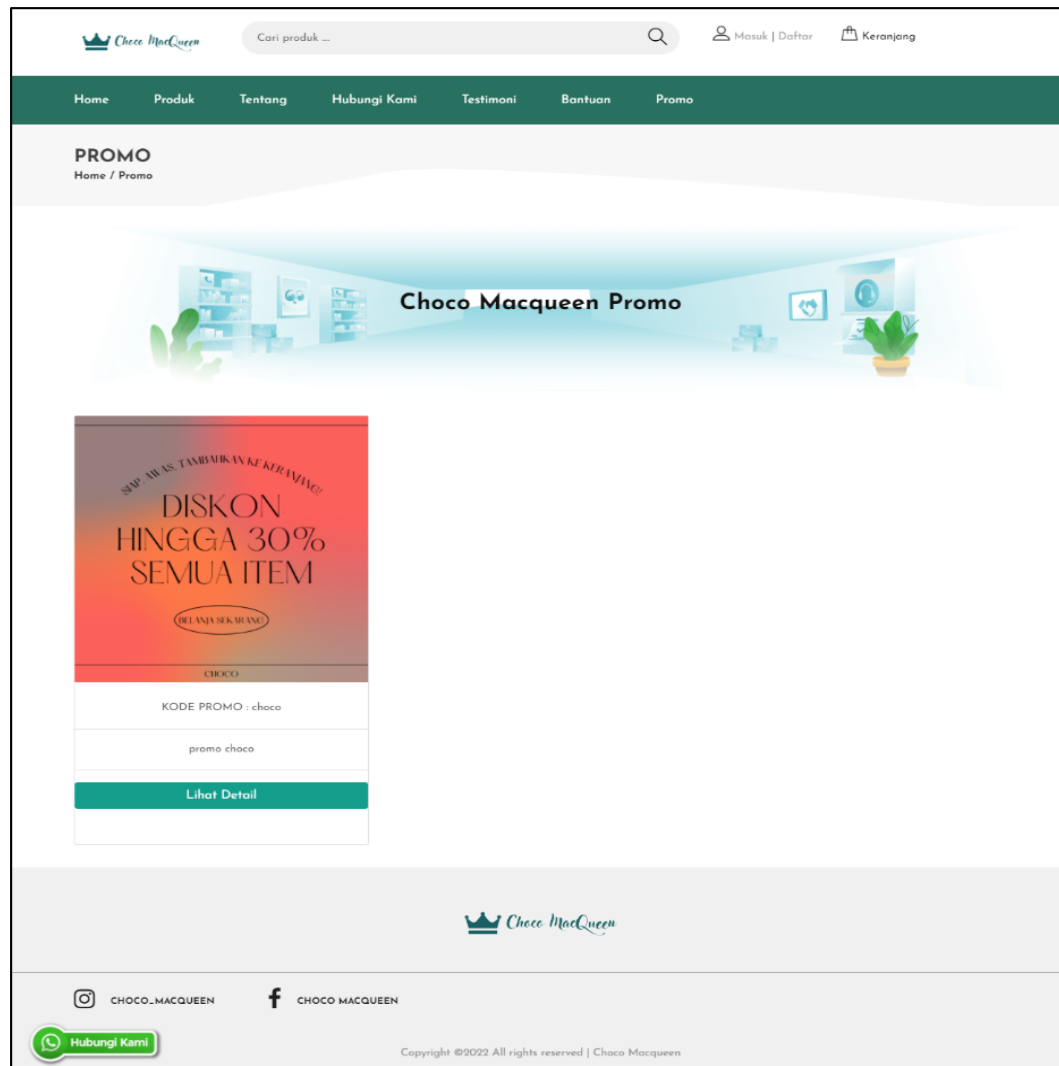 Choco MacQueen
Cari produk ...
Masuk | Daftar
Keranjang
Home Produk Tentang Hubungi Kami Testimoni Bantuan Promo
PROMO
Home / Promo
Choco Macqueen Promo
SIAP, AWAS, TAMBAHKAN KE KERANJANG!
DISKON
HINGGA 30%
SEMUA ITEM
BELANJA SEKARANG
CHOCO
KODE PROMO : choco
promo choco
Lihat Detail
Choco MacQueen
CHOCO_MACQUEEN
CHOCO MACQUEEN
Hubungi Kami
Copyright ©2022 All rights reserved | Choco Macqueen